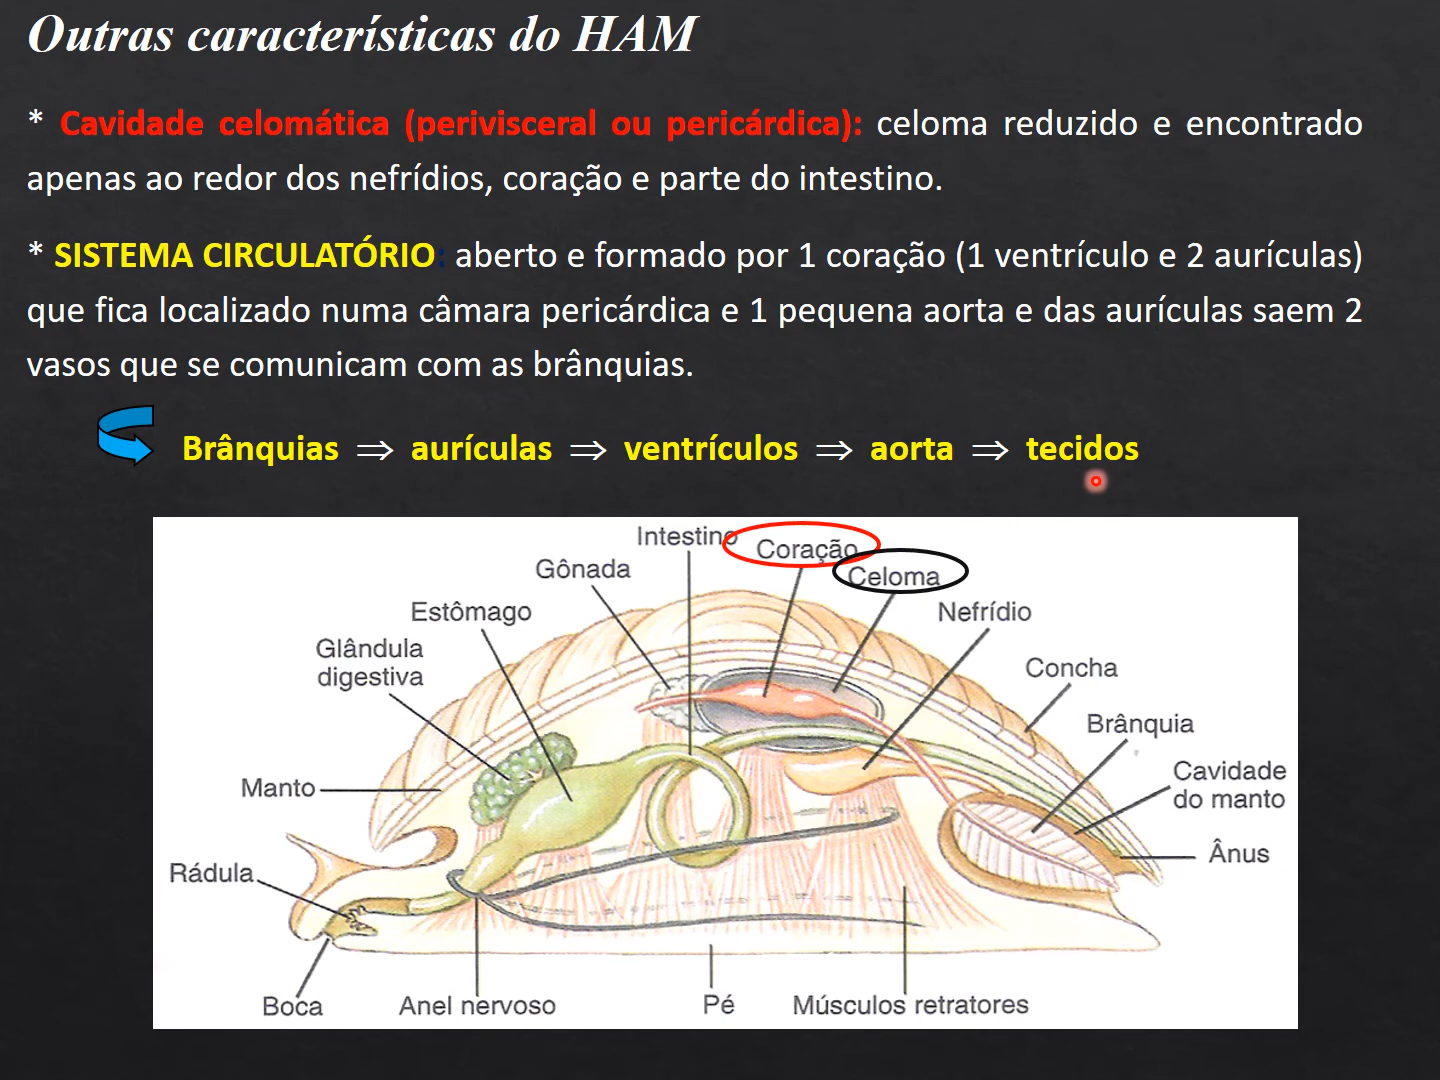 Outras características do HAM
* Cavidade celomática (perivisceral ou pericárdica): celoma reduzido e encontrado
apenas ao redor dos nefrídios, coração e parte do intestino.
* SISTEMA CIRCULATÓRIO: aberto e formado por 1 coração (1 ventrículo e 2 aurículas)
que fica localizado numa câmara pericárdica e 1 pequena aorta e das aurículas saem 2
vasos que se comunicam com as brânquias.
Brânquias ⇒ aurículas ⇒ ventrículos ⇒ aorta ⇒ tecidos
Intestino
Coração
Gônada
Celoma
Estômago
Nefrídio
Glândula
digestiva
Concha
Brânquia
Manto
Cavidade
do manto
Rádula
Ânus
Boca
Anel nervoso
Pé
Músculos retratores